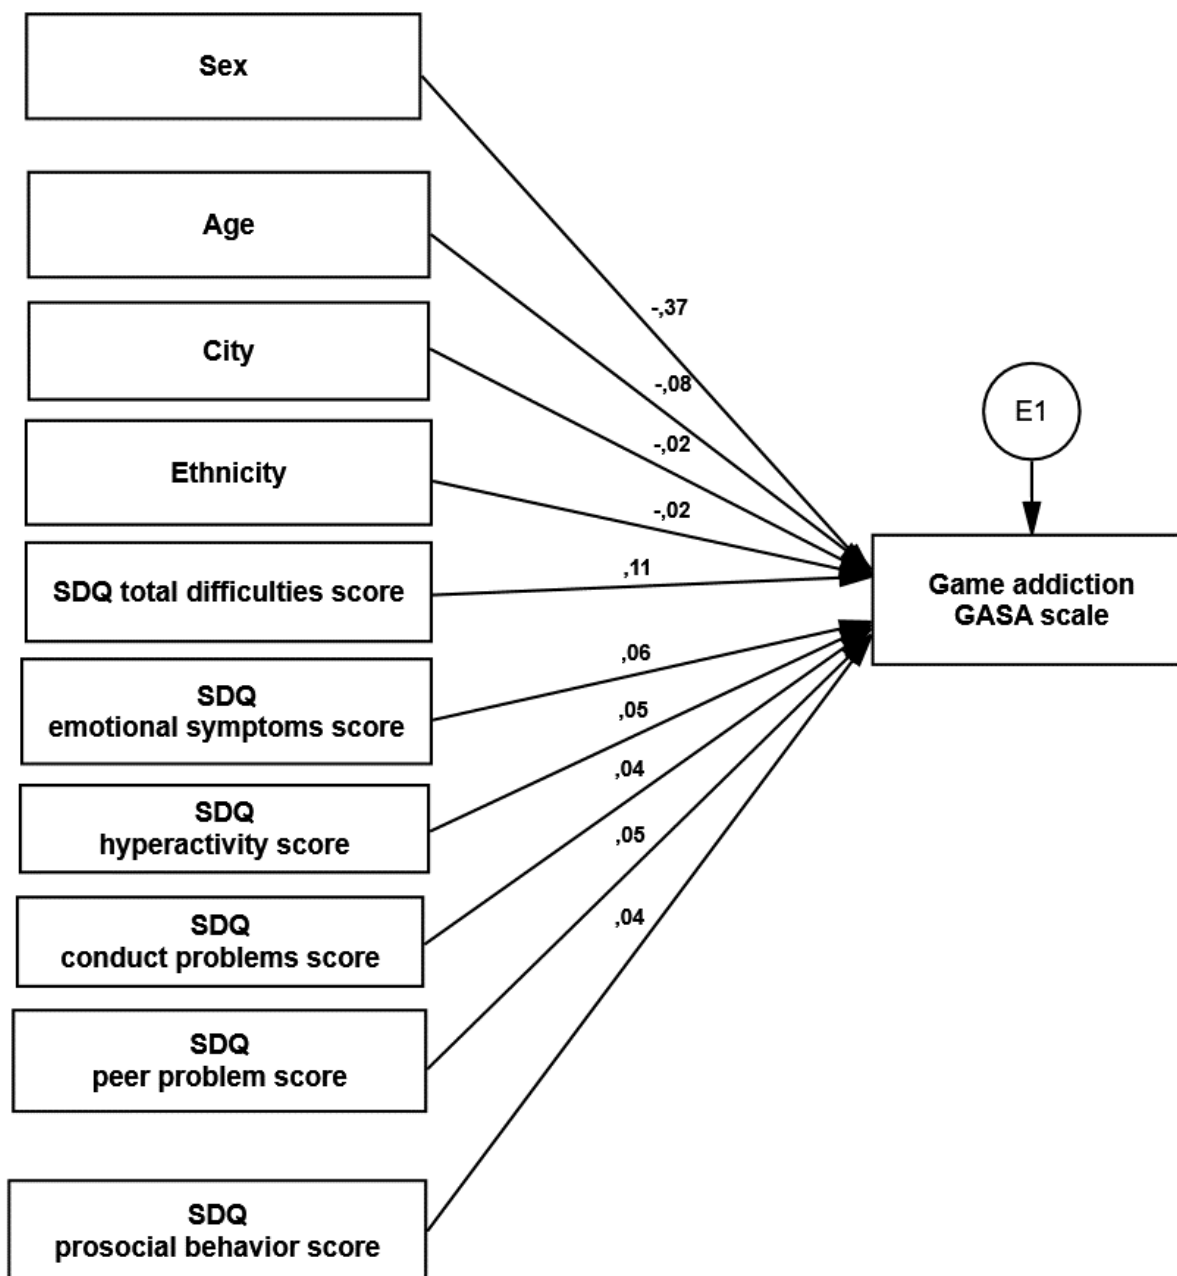 Sex
Age
City
Ethnicity
SDQ total difficulties score
SDQ
emotional symptoms score
SDQ
hyperactivity score
SDQ
conduct problems score
SDQ
peer problem score
SDQ
prosocial behavior score
-,37
-,08
-,02
-,02
,11
,06
,05
,04
,05
,04
E1
Game addiction
GASA scale